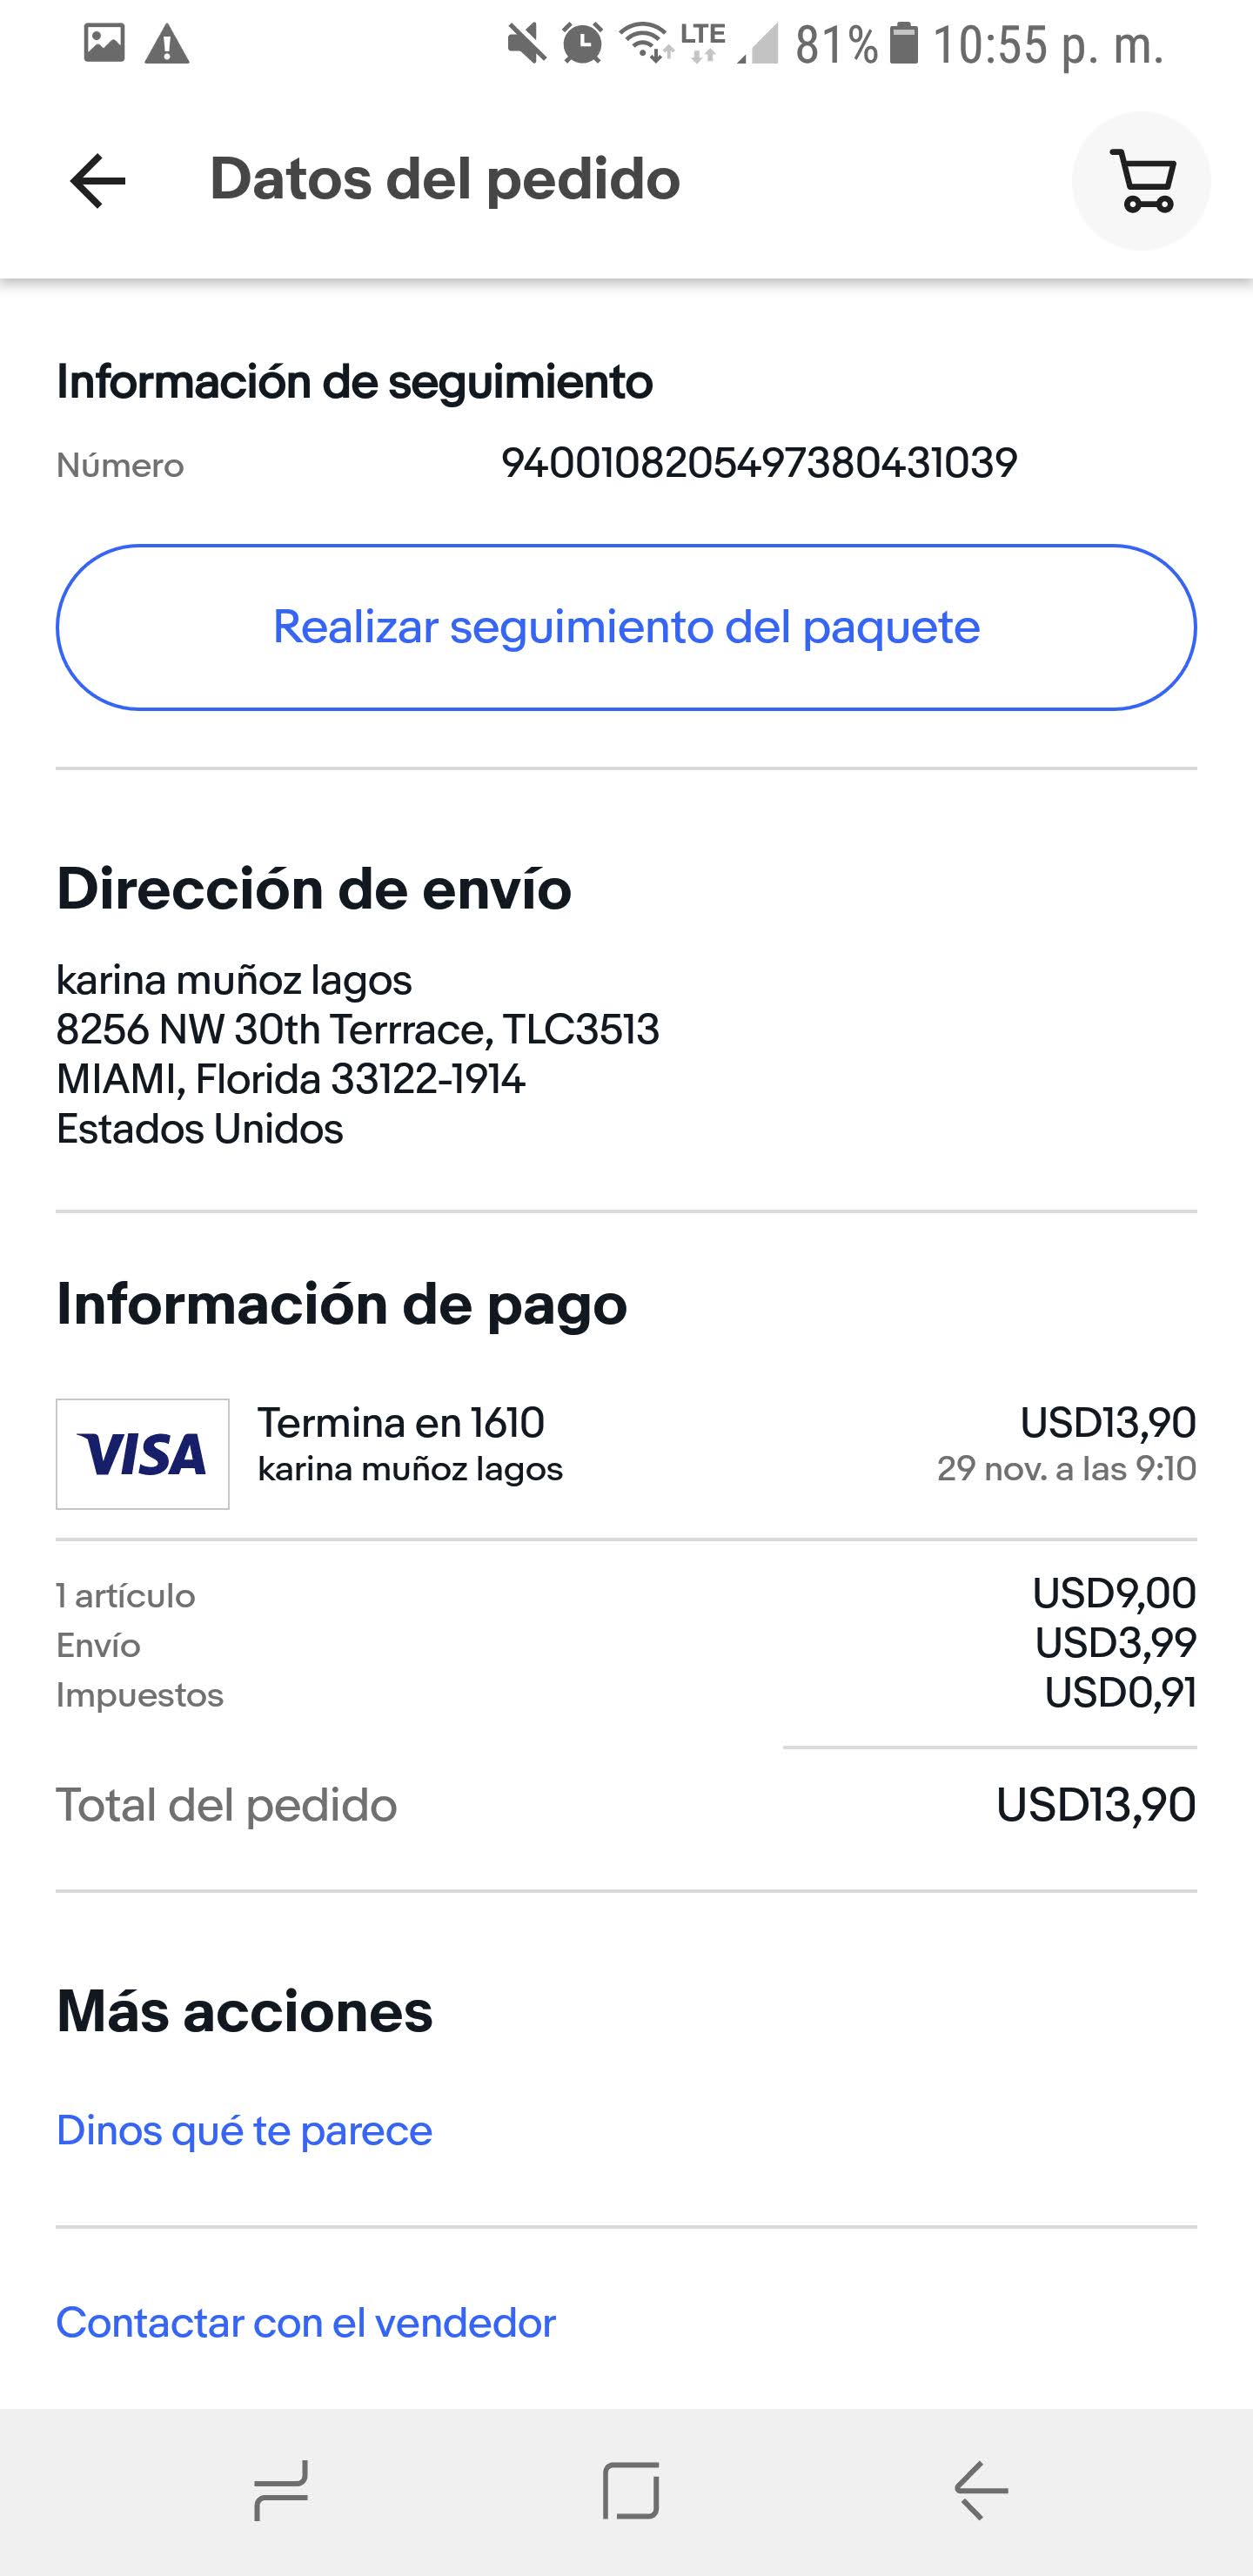 LTE 81% 10:55 p. m.
Datos del pedido
Información de seguimiento
Número 9400108205497380431039
Realizar seguimiento del paquete
Dirección de envío
karina muñoz lagos
8256 NW 30th Terrrace, TLC3513
MIAMI, Florida 33122-1914
Estados Unidos
Información de pago
VISA Termina en 1610 USD13,90
karina muñoz lagos 29 nov. a las 9:10
1 artículo USD9,00
Envío USD3,99
Impuestos USD0,91
Total del pedido USD13,90
Más acciones
Dinos qué te parece
Contactar con el vendedor